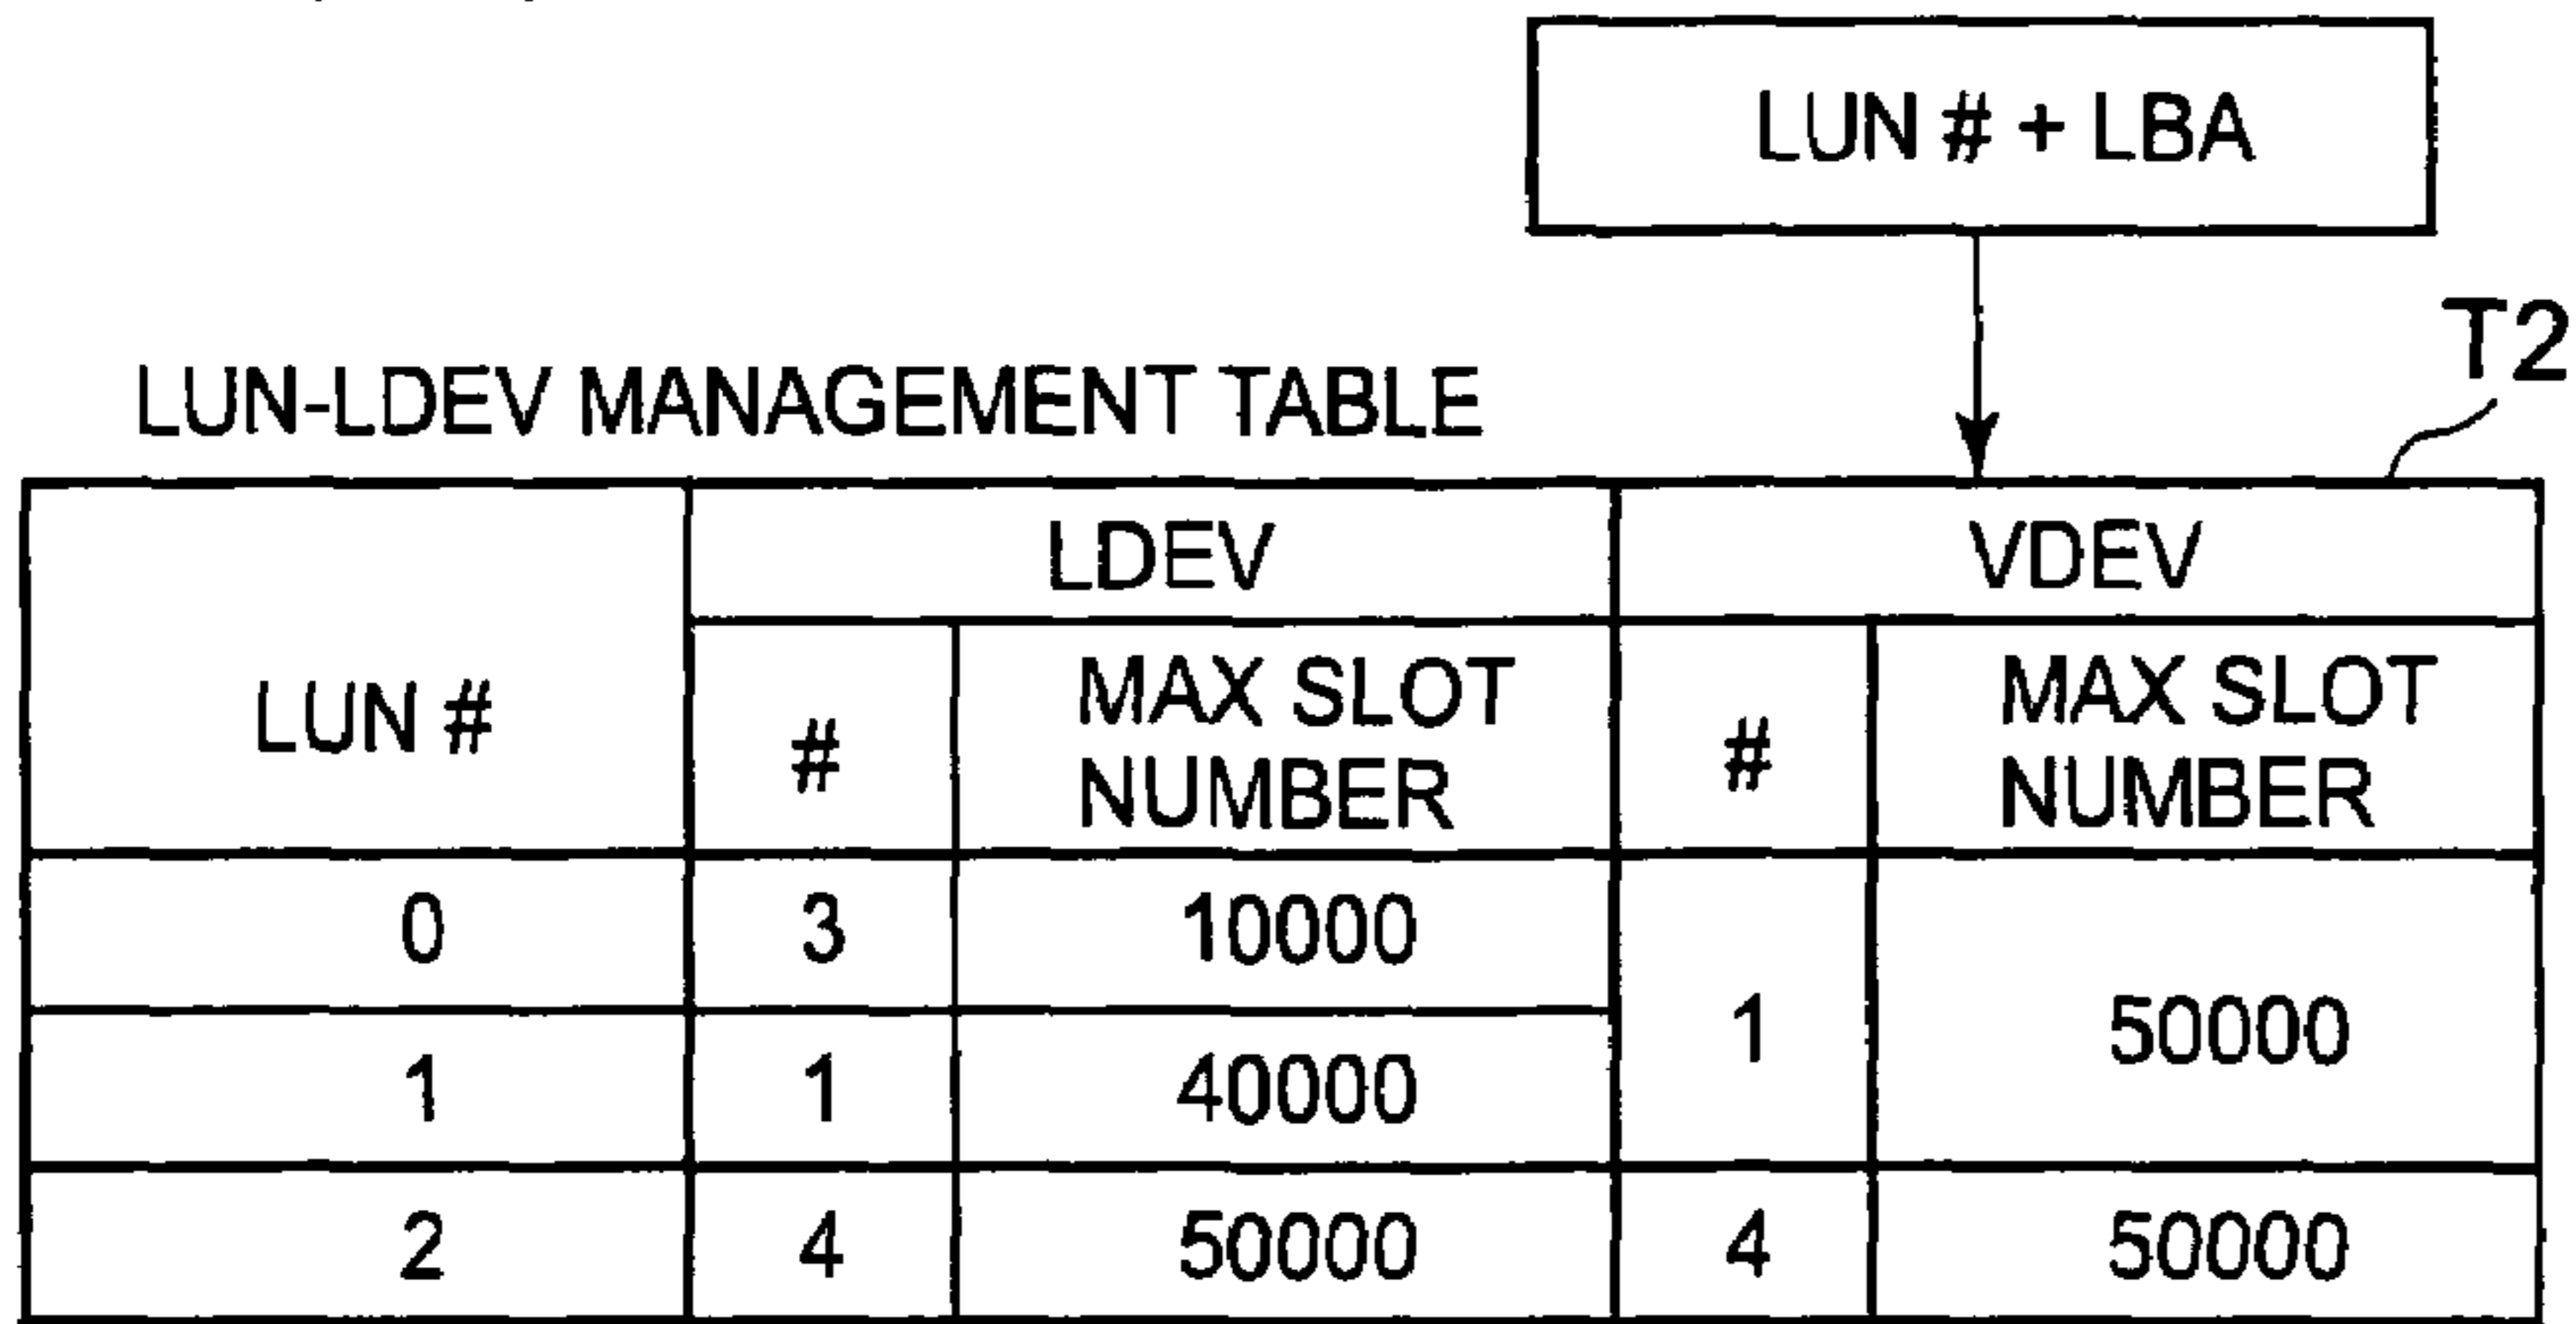 LUN # + LBA
T2
LUN-LDEV MANAGEMENT TABLE
LUN #
LDEV
VDEV
#
MAX SLOT
NUMBER
#
MAX SLOT
NUMBER
0
3
10000
1
50000
1
1
40000
2
4
50000
4
50000